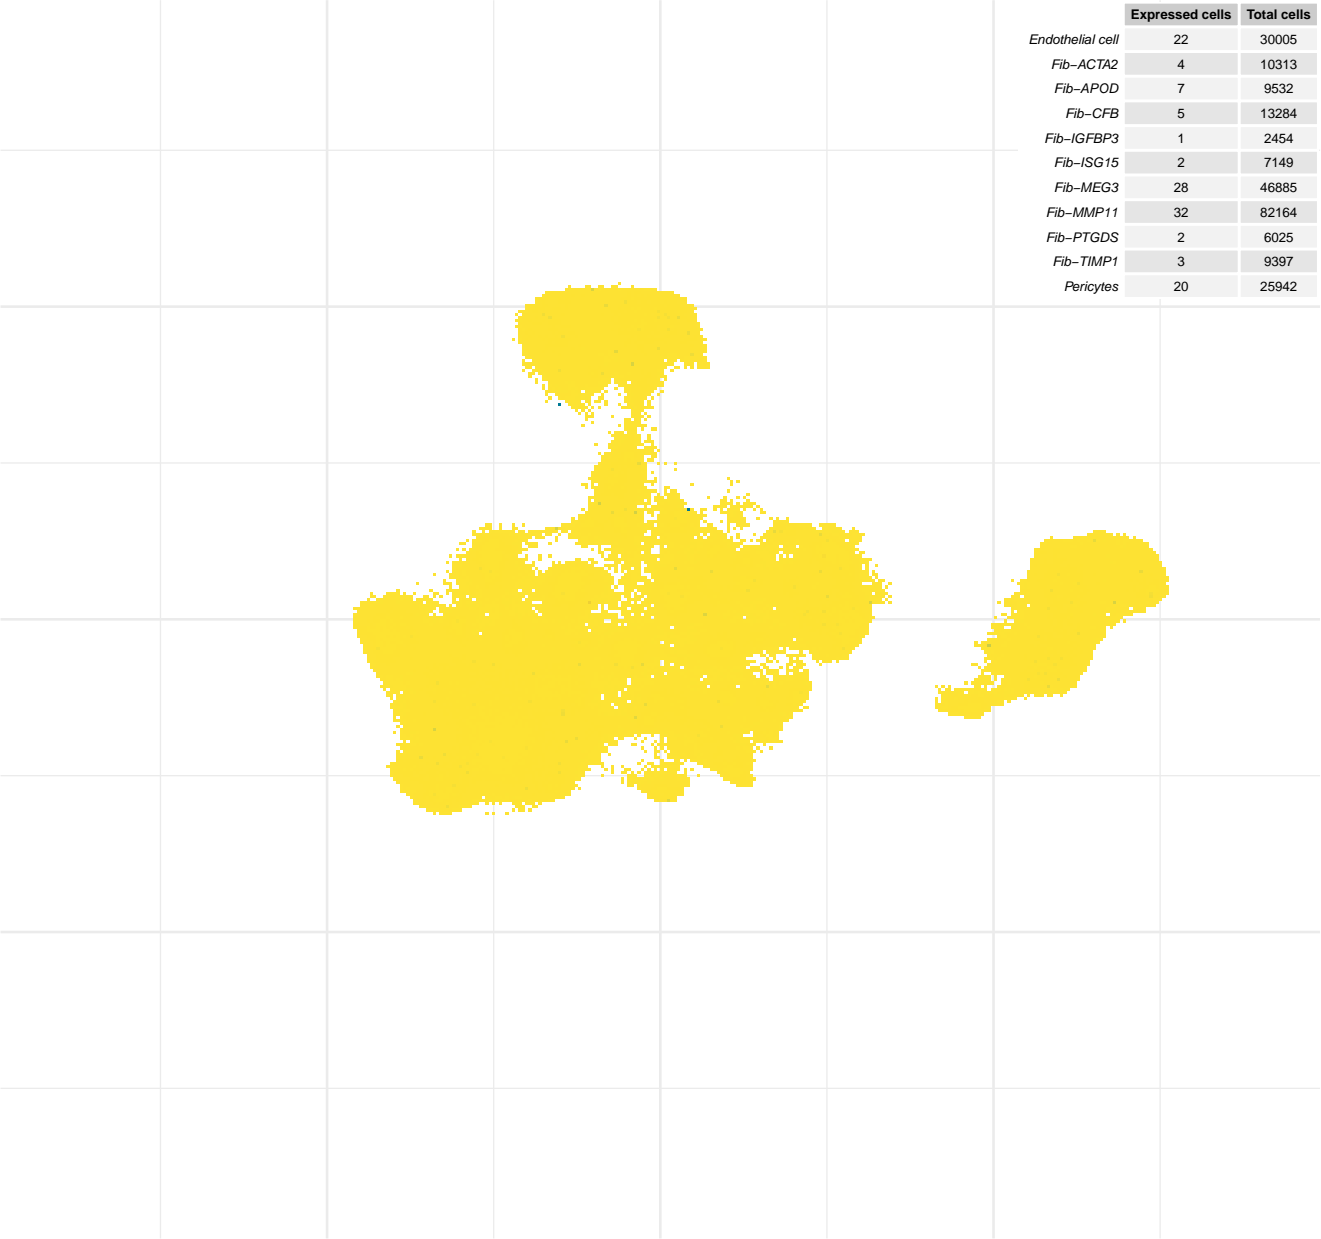 Expressed cells Total cells
Endothelial cell 22 30005
Fib−ACTA2 4 10313
Fib−APOD 7 9532
Fib−CFB 5 13284
Fib−IGFBP3 1 2454
Fib−ISG15 2 7149
Fib−MEG3 28 46885
Fib−MMP11 32 82164
Fib−PTGDS 2 6025
Fib−TIMP1 3 9397
Pericytes 20 25942